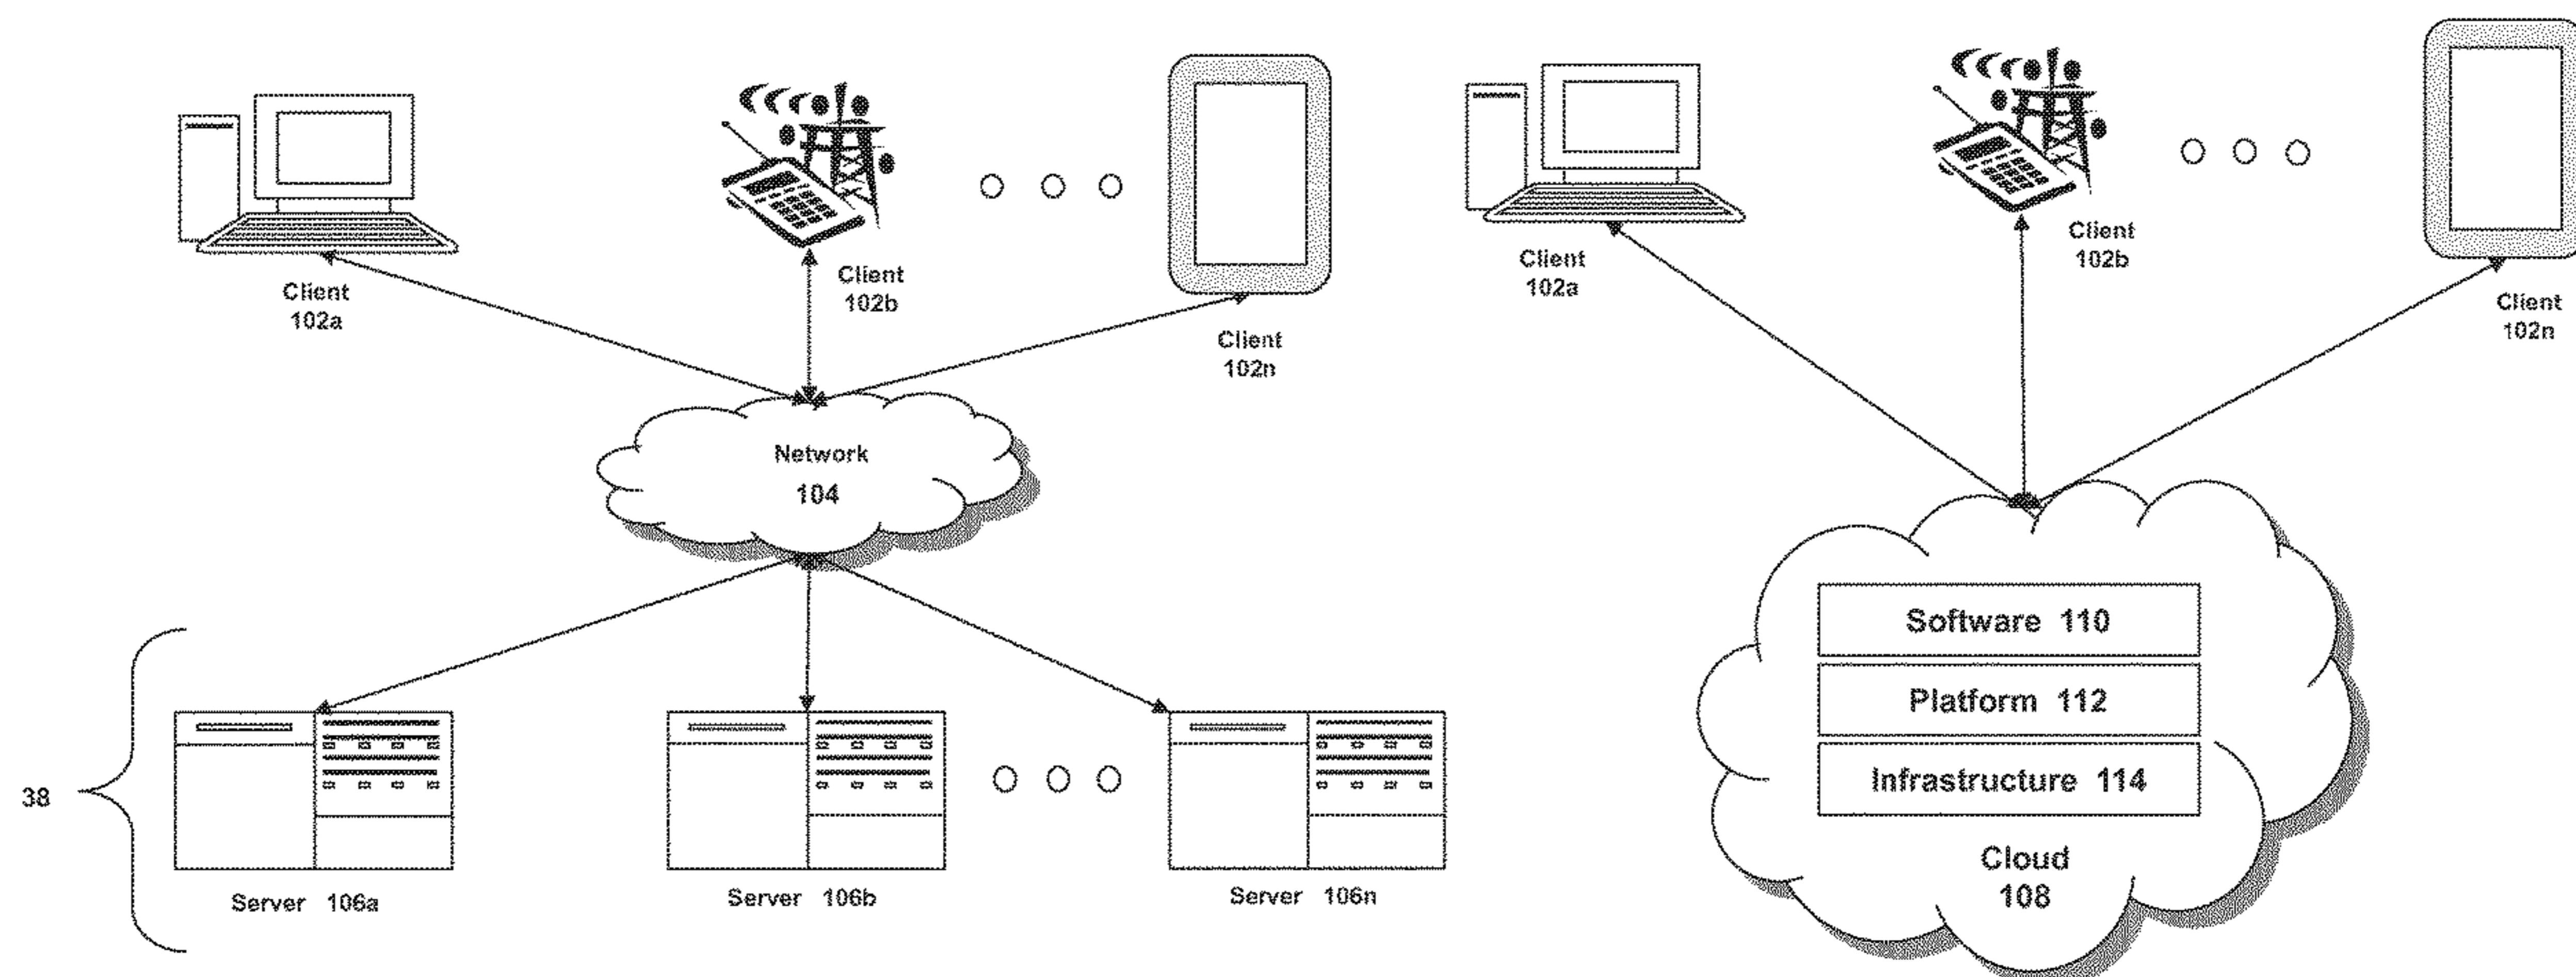 Client
102a
Client
102b
Client
102n
Network
104
38
Server 106a
Server 106b
Server 106n
Client
102a
Client
102b
Client
102n
Software 110
Platform 112
Infrastructure 114
Cloud
108